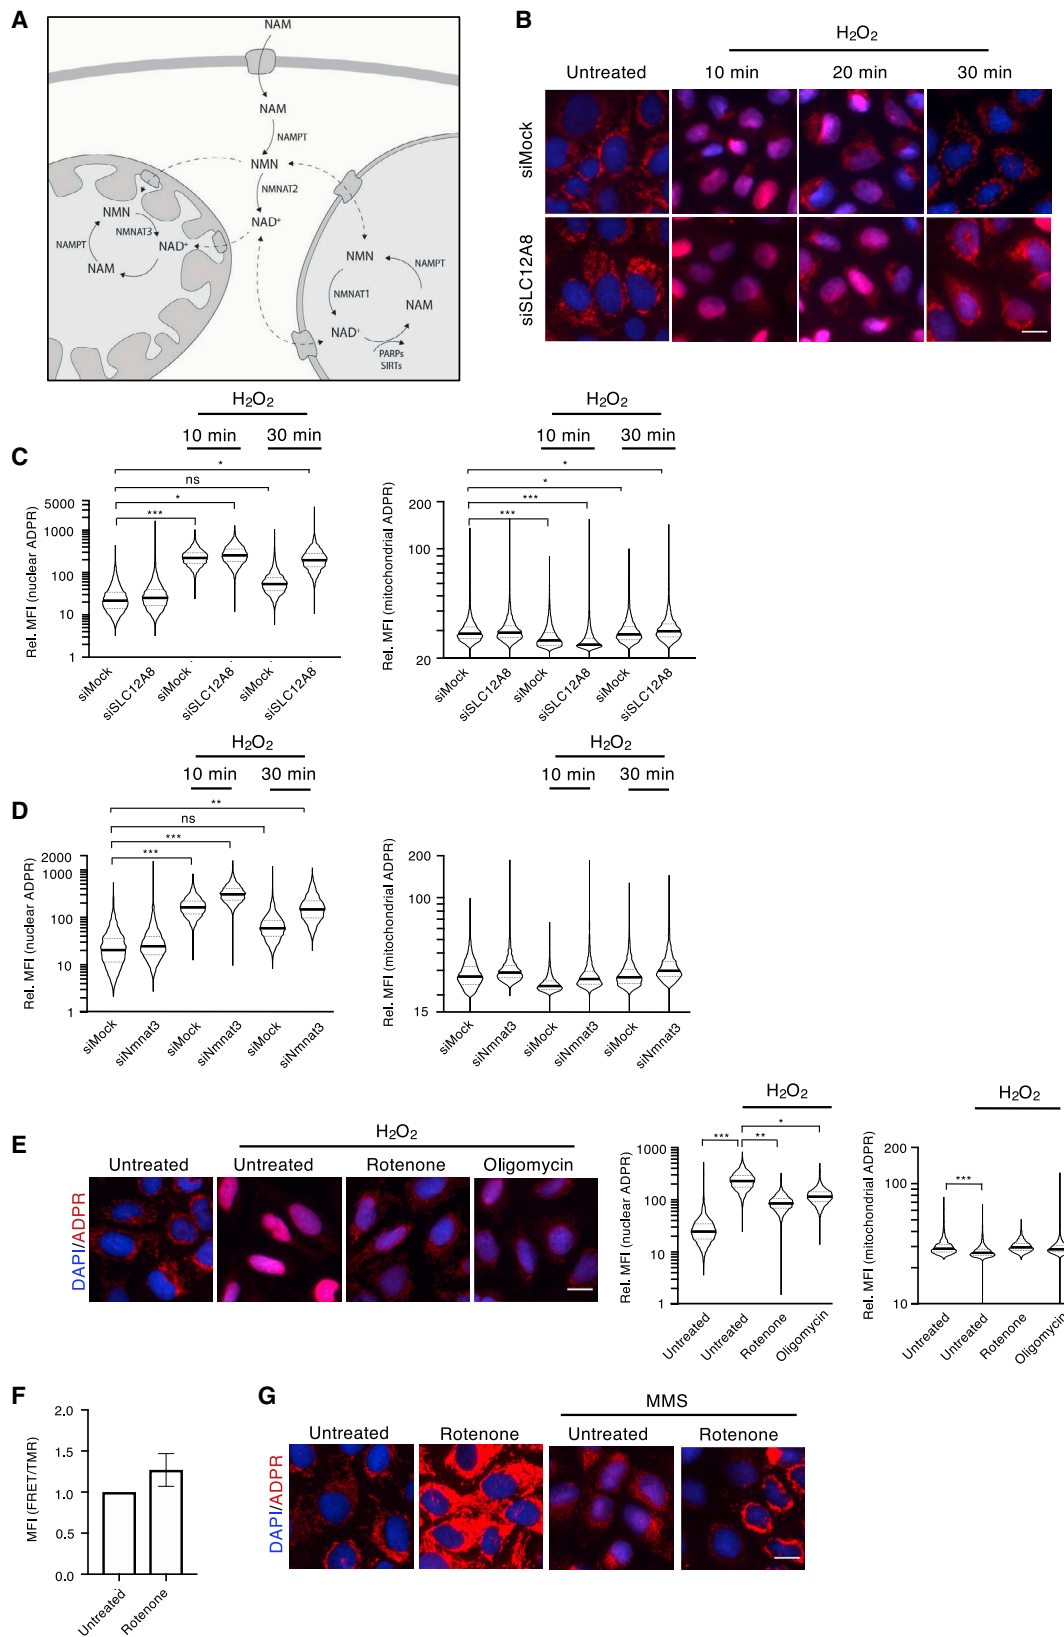 A
NAM
NAM
NAMPT
NMN
NMNAT2
NAD+
NMN
NMNAT3
NAMPT
NAD+
NAM
NMN
NAMPT
NMNAT1
NAM
NAD+
PARPs
SIRTs
B
H2O2
Untreated
10 min
20 min
30 min
siMock
siSLC12A8
C
H2O2
10 min
30 min
*
ns
*
***
Rel. MFI (nuclear ADPR)
5000
1000
100
10
1
siMock
siSLC12A8
siMock
siSLC12A8
siMock
siSLC12A8
H2O2
10 min
30 min
*
*
***
***
Rel. MFI (mitochondrial ADPR)
200
100
20
siMock
siSLC12A8
siMock
siSLC12A8
siMock
siSLC12A8
D
H2O2
10 min
30 min
**
ns
***
***
Rel. MFI (nuclear ADPR)
2000
1000
100
10
1
siMock
siNmnat3
siMock
siNmnat3
siMock
siNmnat3
H2O2
10 min
30 min
Rel. MFI (mitochondrial ADPR)
200
100
15
siMock
siNmnat3
siMock
siNmnat3
siMock
siNmnat3
E
H2O2
Untreated
Untreated
Rotenone
Oligomycin
DAPI/ADPR
H2O2
*
***
**
Rel. MFI (nuclear ADPR)
1000
100
10
1
Untreated
Untreated
Rotenone
Oligomycin
H2O2
***
Rel. MFI (mitochondrial ADPR)
200
100
10
Untreated
Untreated
Rotenone
Oligomycin
F
MFI (FRET/TMR)
2.0
1.5
1.0
0.5
0.0
Untreated
Rotenone
G
MMS
Untreated
Rotenone
Untreated
Rotenone
DAPI/ADPR